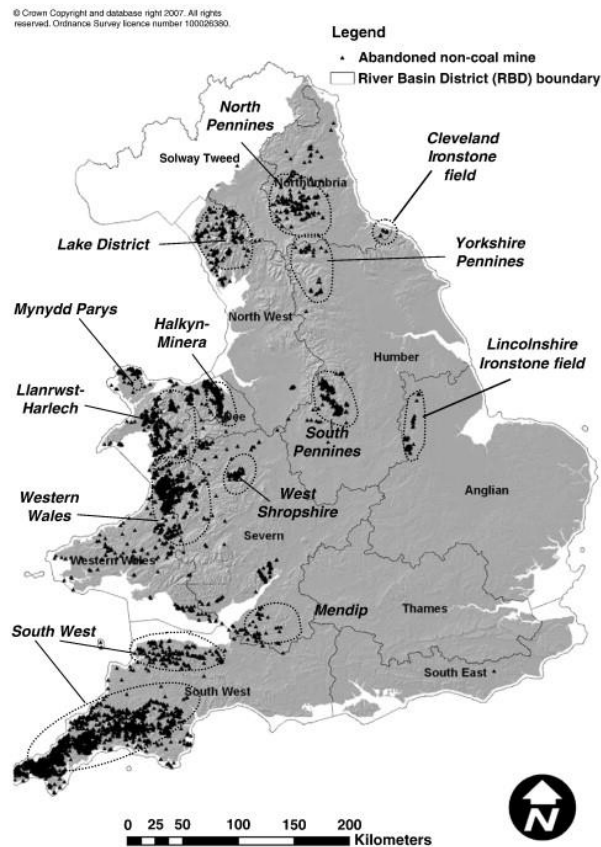 © Crown Copyright and database right 2007. All rights
reserved. Ordnance Survey licence number 100026380.
Legend
Abandoned non-coal mine
River Basin District (RBD) boundary
North
Pennines
Solway Tweed
Cleveland
Ironstone
field
Northumbria
Lake District
Yorkshire
Pennines
North West
Mynydd Parys
Halkyn-
Minera
Humber
Lincolnshire
Ironstone field
Llanrwst-
Harlech
Dee
South
Pennines
Anglian
West
Shropshire
Western
Wales
Severn
Western Wales
Mendip
Thames
South West
South East
South West
N
0 25 50 100 150 200
Kilometers